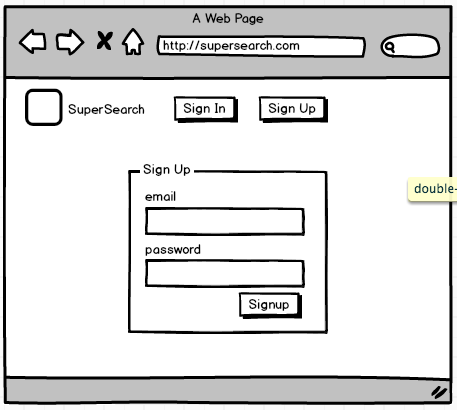 A Web Page
http://supersearch.com
SuperSearch
Sign In
Sign Up
Sign Up
email
double-
password
Signup